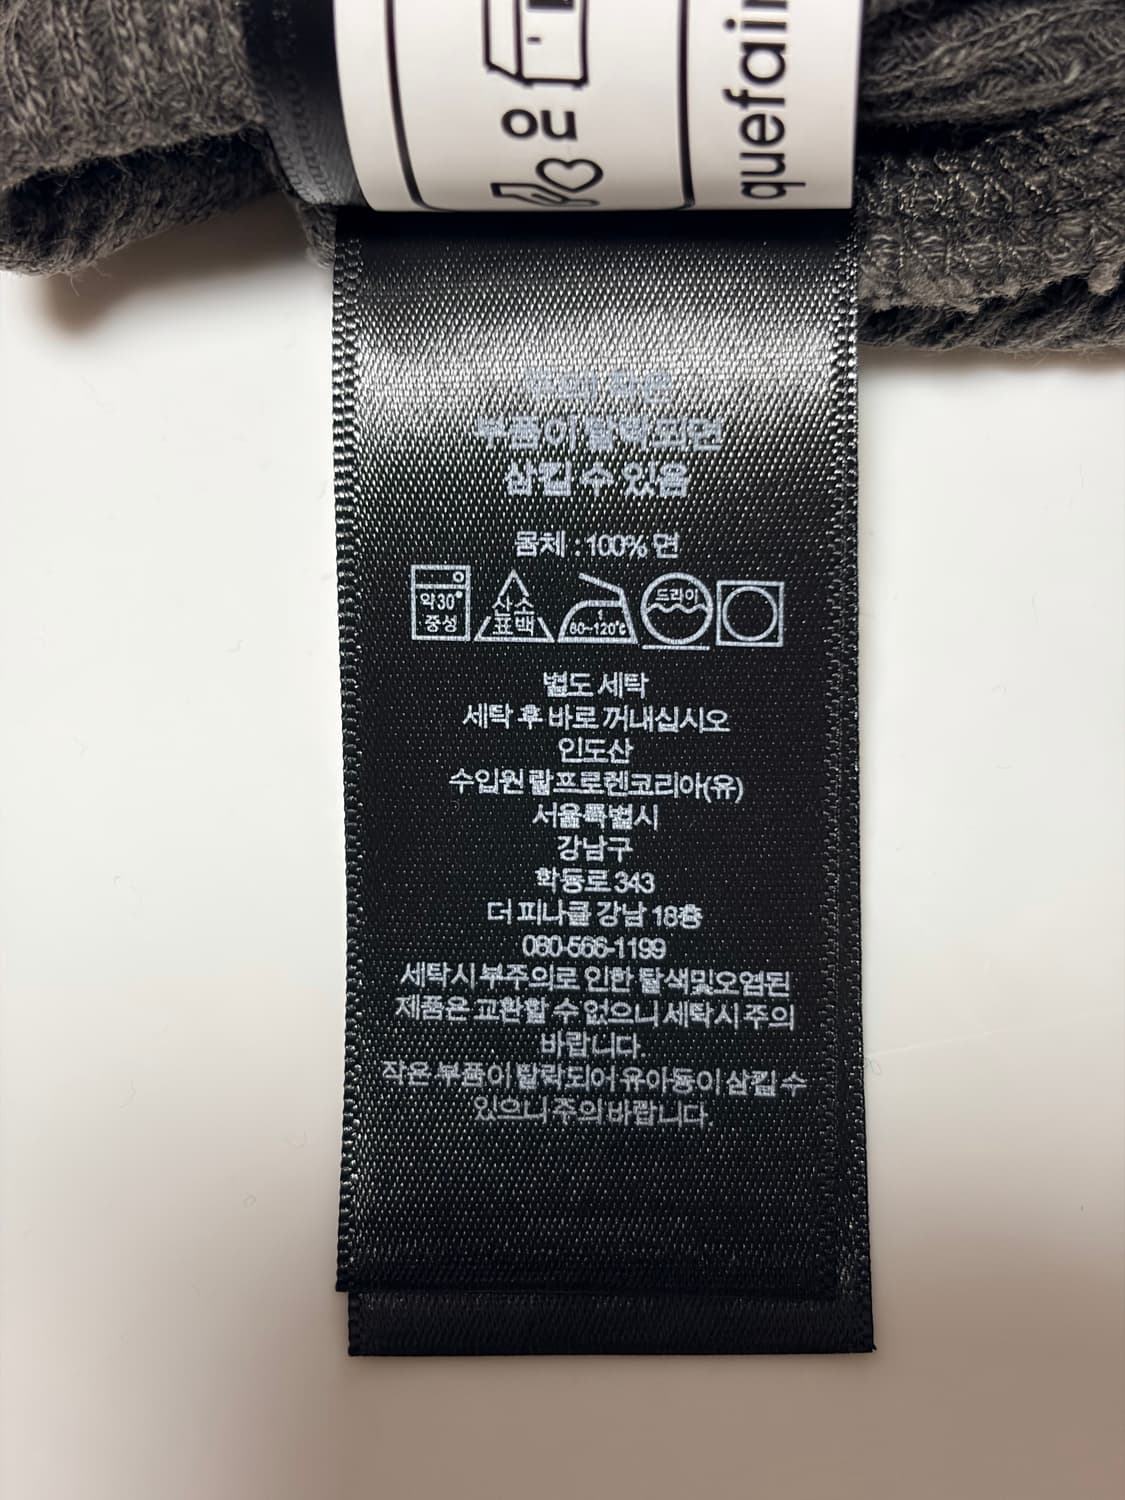 ou
quefair
주의 작은
부품이 탈락되면
삼킬 수 있음
몸체 : 100% 면
약30°
중성
산소
표백
1
80~120℃
드라이
별도 세탁
세탁 후 바로 꺼내십시오
인도산
수입원 랄프로렌코리아(유)
서울특별시
강남구
학동로 343
더 피나클 강남 18층
080-566-1199
세탁시 부주의로 인한 탈색및오염된
제품은 교환할 수 없으니 세탁시 주의
바랍니다.
작은 부품이 탈락되어 유아동이 삼킬 수
있으니 주의 바랍니다.